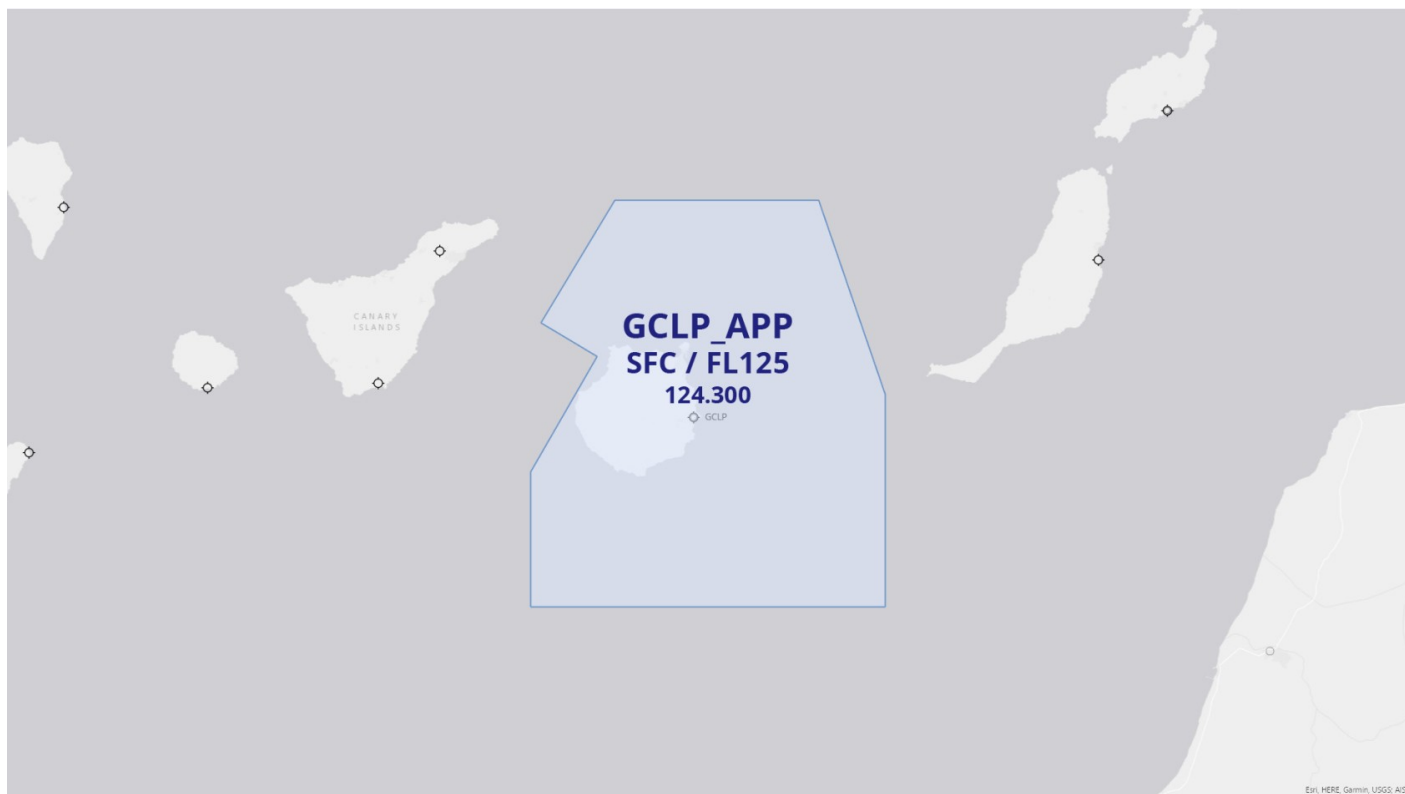 CANARY
ISLANDS
GCLP_APP
SFC / FL125
124.300
GCLP
Esri, HERE, Garmin, USGS; AIS